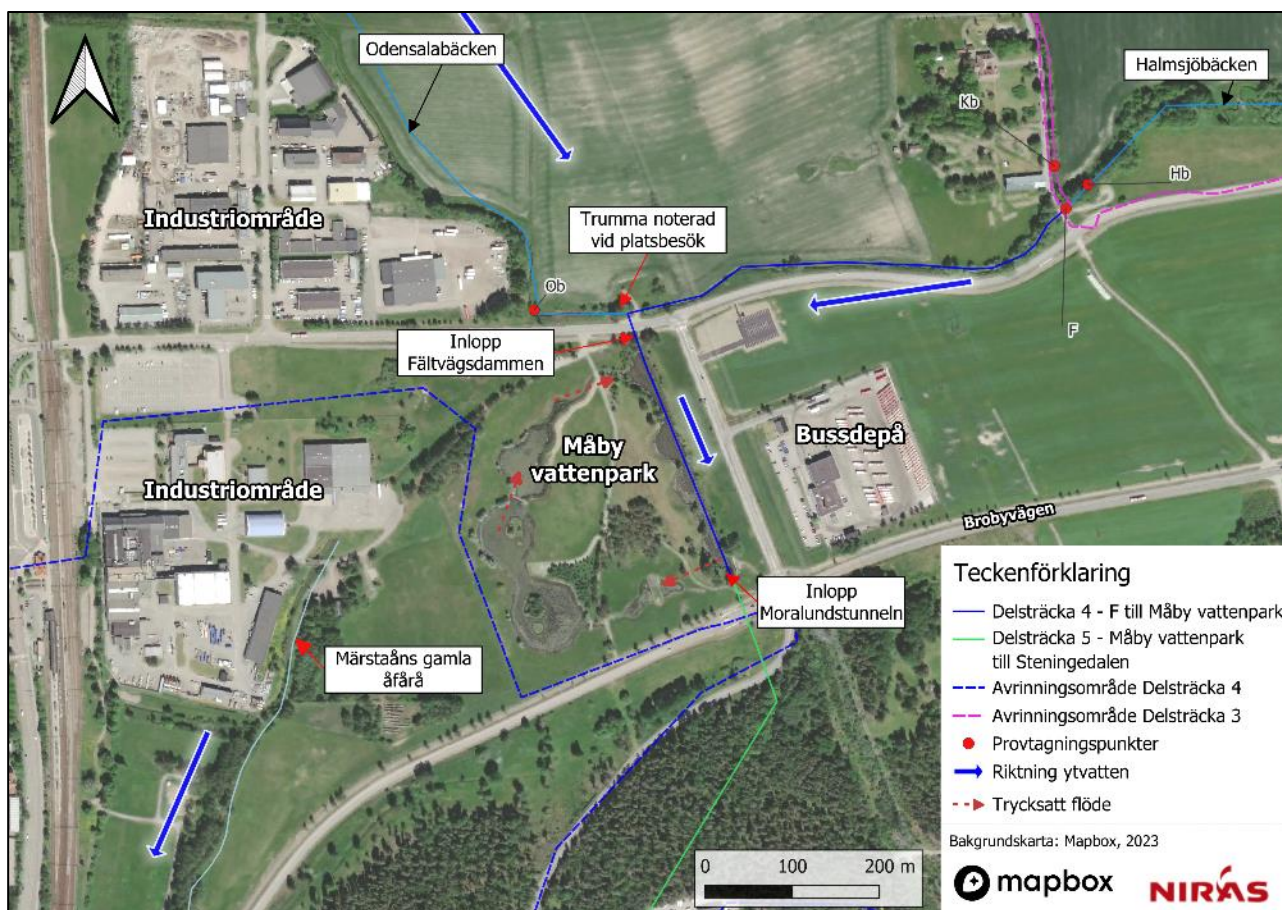 Odensalabäcken
Halmsjöbäcken
Kb
Hb
Industriområde
Trumma noterad
vid platsbesök
Ob
F
Inlopp
Fältvägsdammen
Måby
vattenpark
Bussdepå
Industriområde
Brobyvägen
Inlopp
Moralundstunneln
Märstaåns gamla
åfårå
Teckenförklaring
Delsträcka 4 - F till Måby vattenpark
Delsträcka 5 - Måby vattenpark
till Steningedalen
Avrinningsområde Delsträcka 4
Avrinningsområde Delsträcka 3
Provtagningspunkter
Riktning ytvatten
Trycksatt flöde
Bakgrundskarta: Mapbox, 2023
0 100 200 m
mapbox
NIRAS